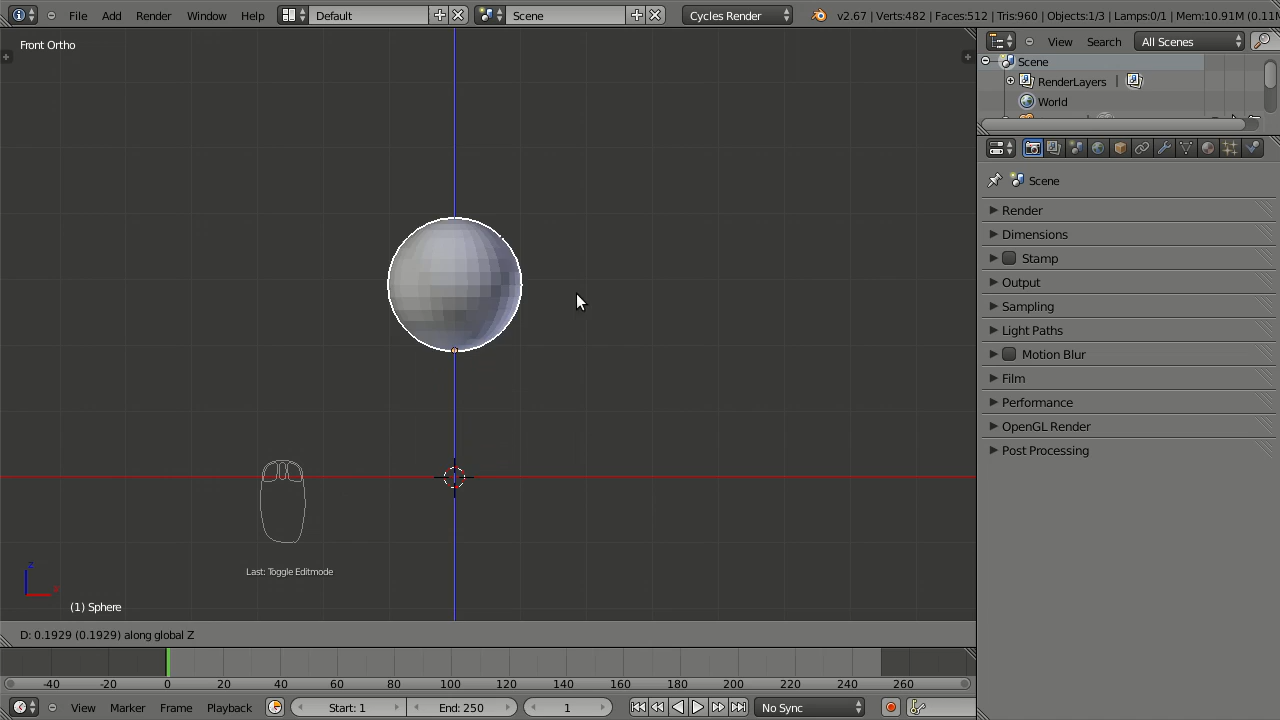 File Add Render Window Help Default Scene Cycles Render v2.67 | Verts:482 | Faces:512 | Tris:960 | Objects:1/3 | Lamps:0/1 | Mem:10.91M (0.11M
Front Ortho
View Search All Scenes
Scene
RenderLayers |
World
Scene
Render
Dimensions
Stamp
Output
Sampling
Light Paths
Motion Blur
Film
Performance
OpenGL Render
Post Processing
Last: Toggle Editmode
z
x
(1) Sphere
D: 0.1929 (0.1929) along global Z
-40 -20 0 20 40 60 80 100 120 140 160 180 200 220 240 260
View Marker Frame Playback Start: 1 End: 250 1 No Sync